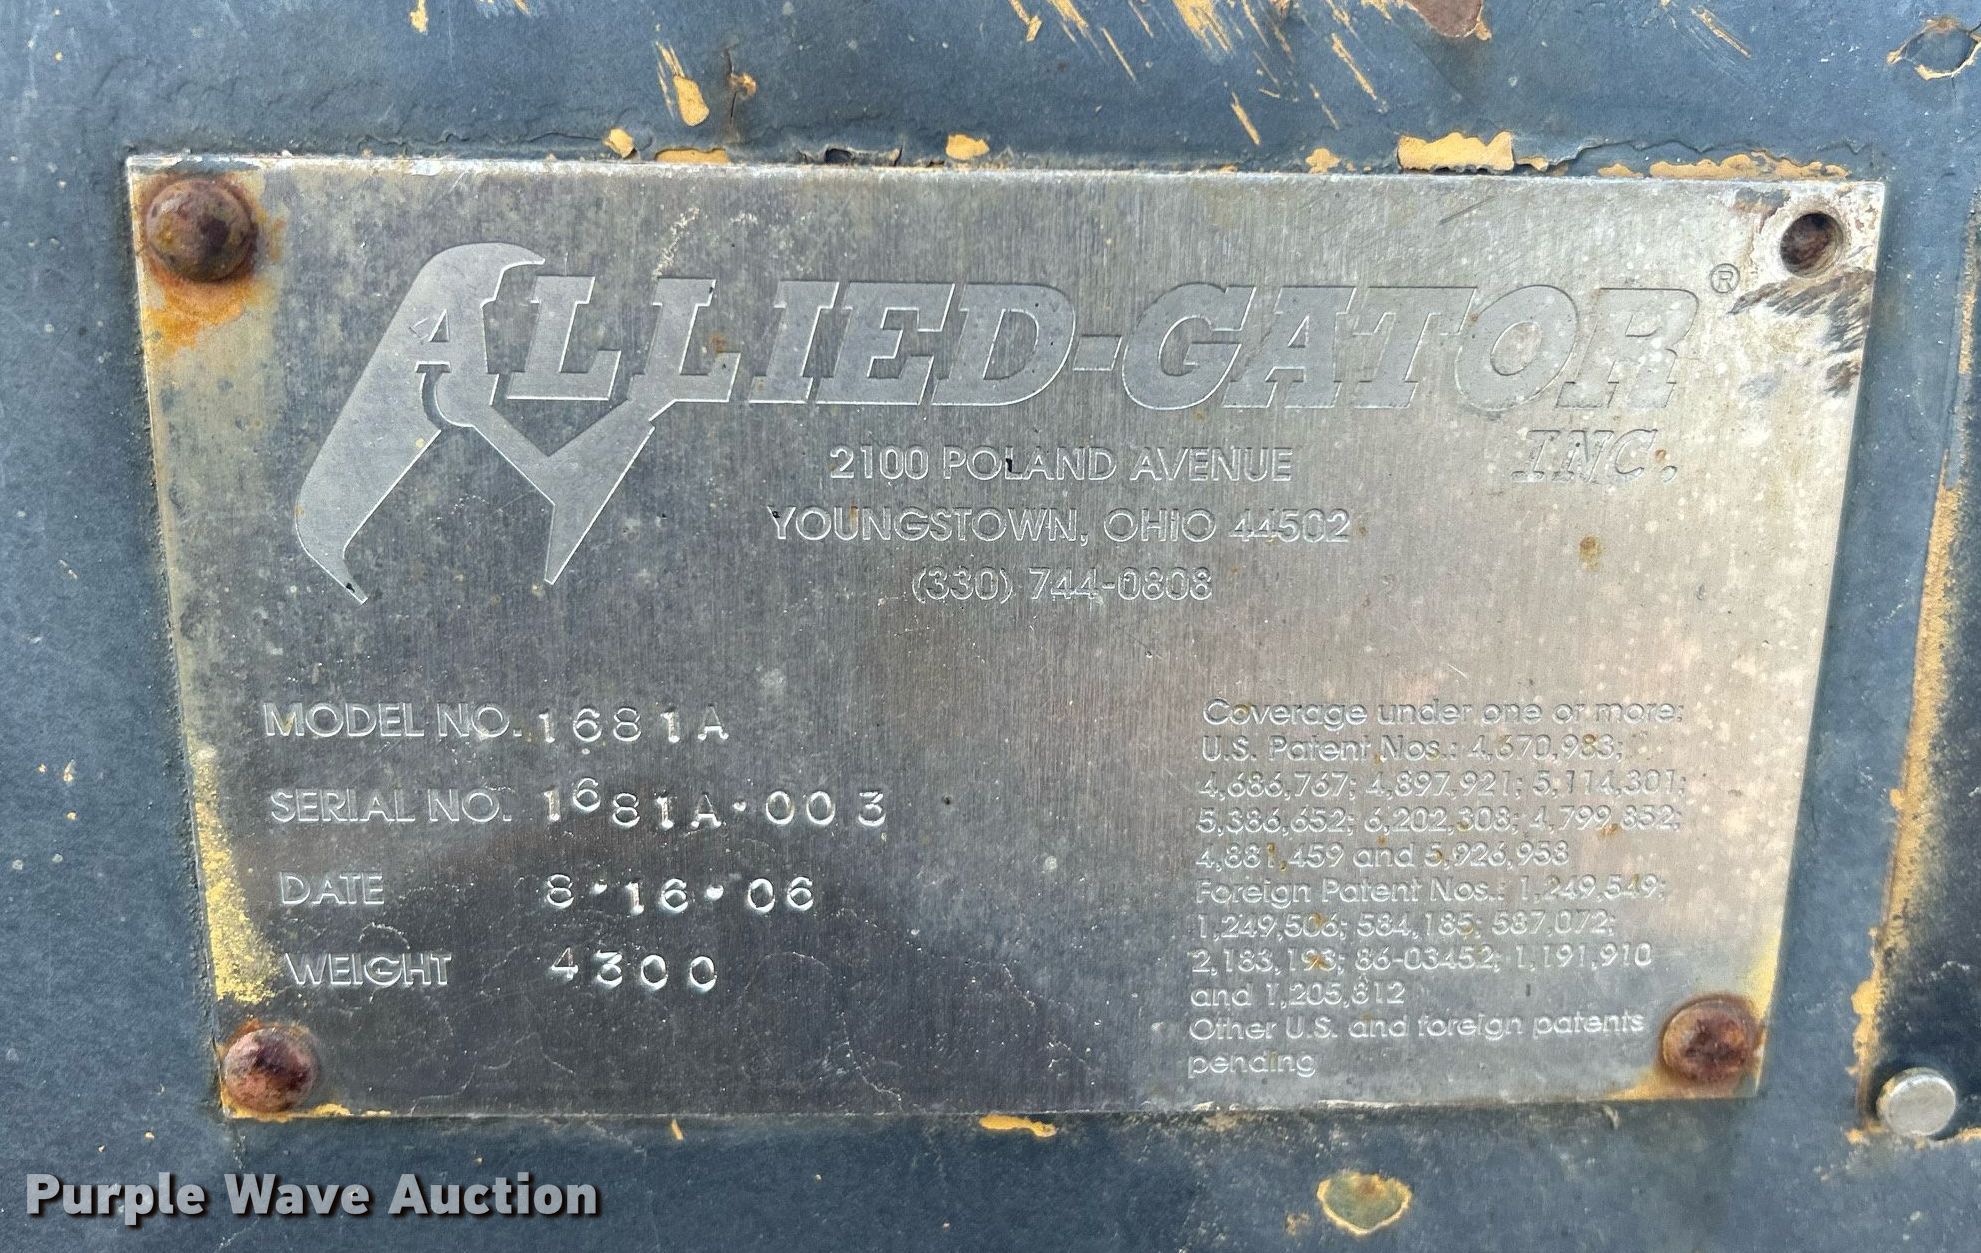 ALLIED-GATOR®
INC.
2100 POLAND AVENUE
YOUNGSTOWN, OHIO 44502
(330) 744-0808
MODEL NO. 1681A
SERIAL NO. 1681A-003
DATE 8-16-06
WEIGHT 4300
Coverage under one or more:
U.S. Patent Nos.: 4,670,983;
4,686,767; 4,897,921; 5,114,301;
5,386,652; 6,202,308; 4,799,852;
4,881,459 and 5,926,958
Foreign Patent Nos.: 1,249,549;
1,249,506; 584,185; 587,072;
2,183,193; 86-03452; 1,191,910
and 1,205,812
Other U.S. and foreign patents
pending
Purple Wave Auction